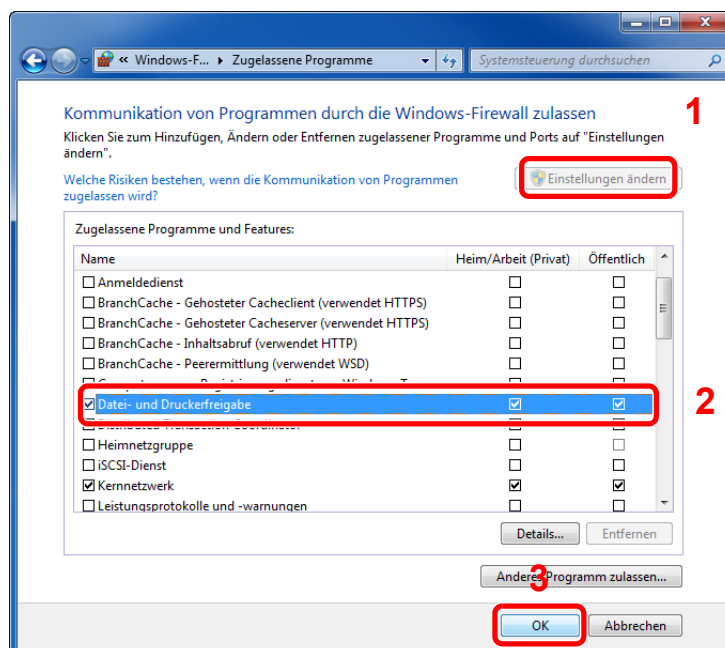 « Windows-F... ▸ Zugelassene Programme
Systemsteuerung durchsuchen
Kommunikation von Programmen durch die Windows-Firewall zulassen
1
Klicken Sie zum Hinzufügen, Ändern oder Entfernen zugelassener Programme und Ports auf "Einstellungen
ändern".
Welche Risiken bestehen, wenn die Kommunikation von Programmen
zugelassen wird?
Einstellungen ändern
Zugelassene Programme und Features:
Name Heim/Arbeit (Privat) Öffentlich
Anmeldedienst
BranchCache - Gehosteter Cacheclient (verwendet HTTPS)
BranchCache - Gehosteter Cacheserver (verwendet HTTPS)
BranchCache - Inhaltsabruf (verwendet HTTP)
BranchCache - Peerermittlung (verwendet WSD)
Datei- und Druckerfreigabe
2
Heimnetzgruppe
iSCSI-Dienst
Kernnetzwerk
Leistungsprotokolle und -warnungen
Details... Entfernen
Anderes Programm zulassen...
3
OK Abbrechen